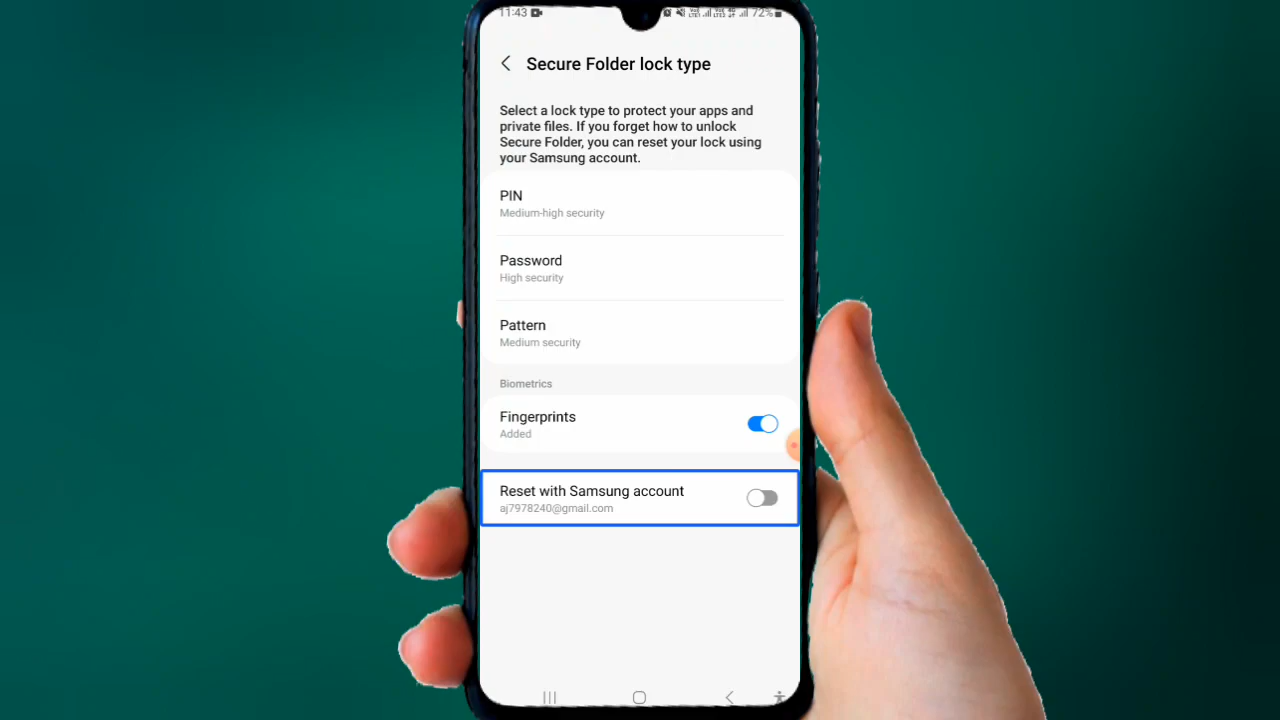 11:43
72%
Secure Folder lock type
Select a lock type to protect your apps and
private files. If you forget how to unlock
Secure Folder, you can reset your lock using
your Samsung account.
PIN
Medium-high security
Password
High security
Pattern
Medium security
Biometrics
Fingerprints
Added
Reset with Samsung account
aj7978240@gmail.com